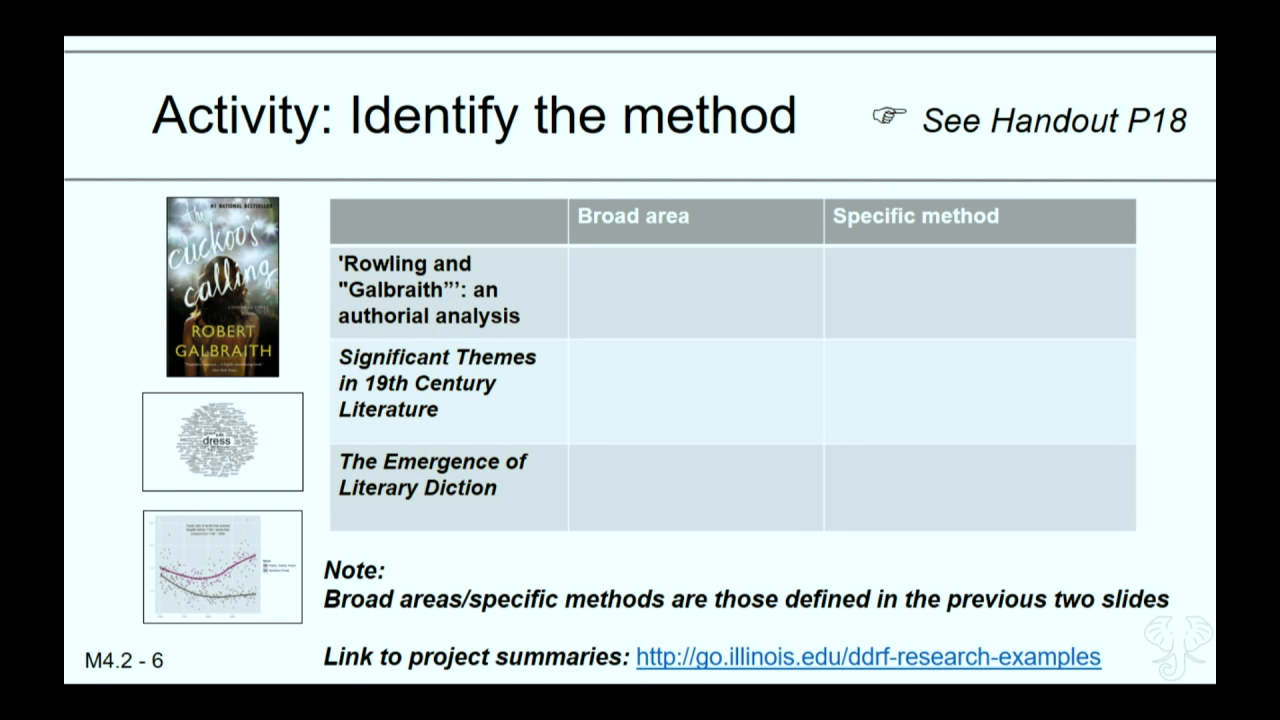 Activity: Identify the method
☞ See Handout P18
#1 NATIONAL BESTSELLER
the
cuckoo's
calling
ROBERT
GALBRAITH
Broad area
Specific method
'Rowling and
"Galbraith”’: an
authorial analysis
Significant Themes
in 19th Century
Literature
The Emergence of
Literary Diction
dress
Note:
Broad areas/specific methods are those defined in the previous two slides
Link to project summaries: http://go.illinois.edu/ddrf-research-examples
M4.2 - 6